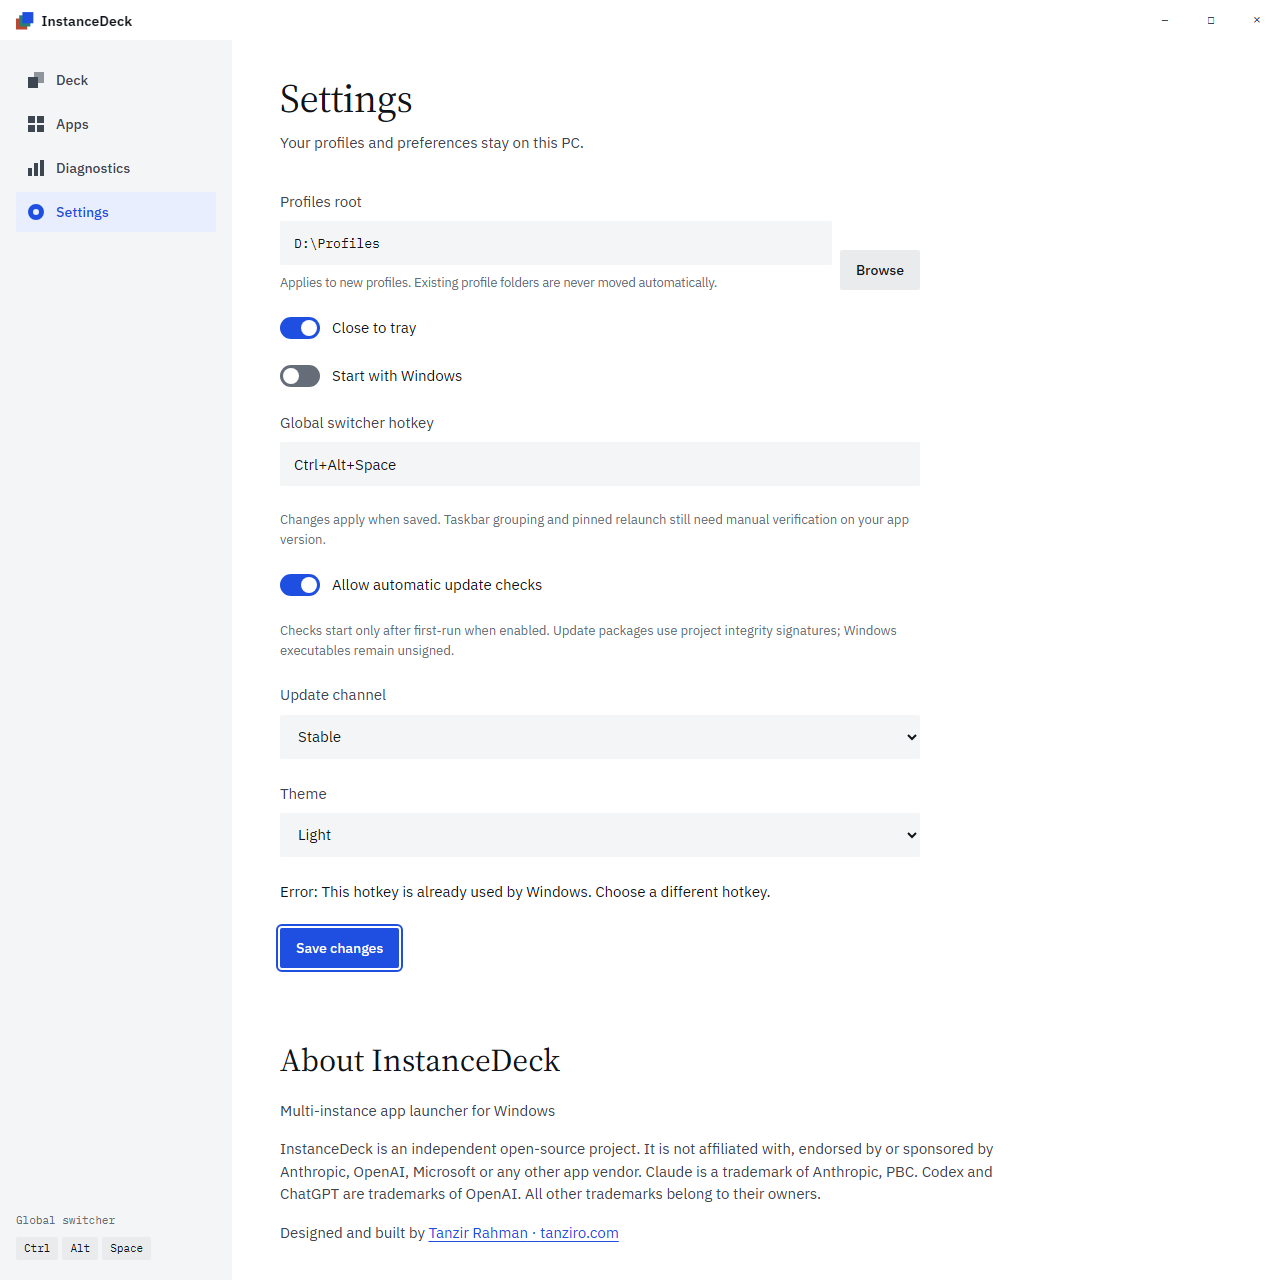 InstanceDeck
Deck
Apps
Diagnostics
Settings
Global switcher
Ctrl Alt Space
Settings
Your profiles and preferences stay on this PC.
Profiles root
D:\Profiles
Browse
Applies to new profiles. Existing profile folders are never moved automatically.
Close to tray
Start with Windows
Global switcher hotkey
Ctrl+Alt+Space
Changes apply when saved. Taskbar grouping and pinned relaunch still need manual verification on your app
version.
Allow automatic update checks
Checks start only after first-run when enabled. Update packages use project integrity signatures; Windows
executables remain unsigned.
Update channel
Stable
Theme
Light
Error: This hotkey is already used by Windows. Choose a different hotkey.
Save changes
About InstanceDeck
Multi-instance app launcher for Windows
InstanceDeck is an independent open-source project. It is not affiliated with, endorsed by or sponsored by
Anthropic, OpenAI, Microsoft or any other app vendor. Claude is a trademark of Anthropic, PBC. Codex and
ChatGPT are trademarks of OpenAI. All other trademarks belong to their owners.
Designed and built by Tanzir Rahman · tanziro.com